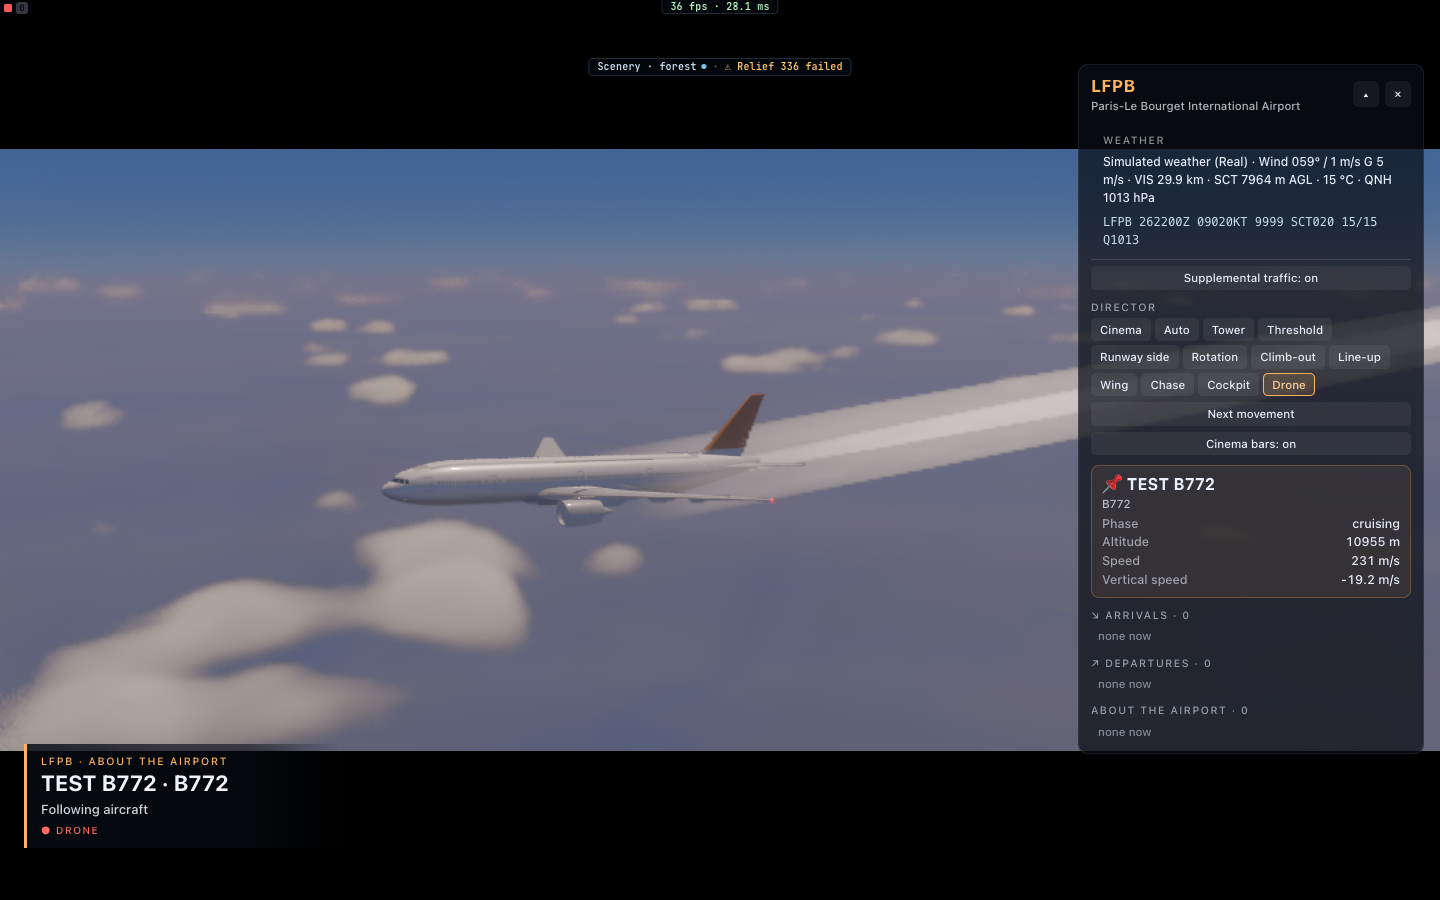 0
36 fps · 28.1 ms
Scenery · forest · ⚠ Relief 336 failed
LFPB
Paris-Le Bourget International Airport
WEATHER
Simulated weather (Real) · Wind 059° / 1 m/s G 5
m/s · VIS 29.9 km · SCT 7964 m AGL · 15 °C · QNH
1013 hPa
LFPB 262200Z 09020KT 9999 SCT020 15/15
Q1013
Supplemental traffic: on
DIRECTOR
Cinema Auto Tower Threshold
Runway side Rotation Climb-out Line-up
Wing Chase Cockpit Drone
Next movement
Cinema bars: on
📌 TEST B772
B772
Phase cruising
Altitude 10955 m
Speed 231 m/s
Vertical speed -19.2 m/s
↘ ARRIVALS · 0
none now
↗ DEPARTURES · 0
none now
ABOUT THE AIRPORT · 0
none now
LFPB · ABOUT THE AIRPORT
TEST B772 · B772
Following aircraft
DRONE